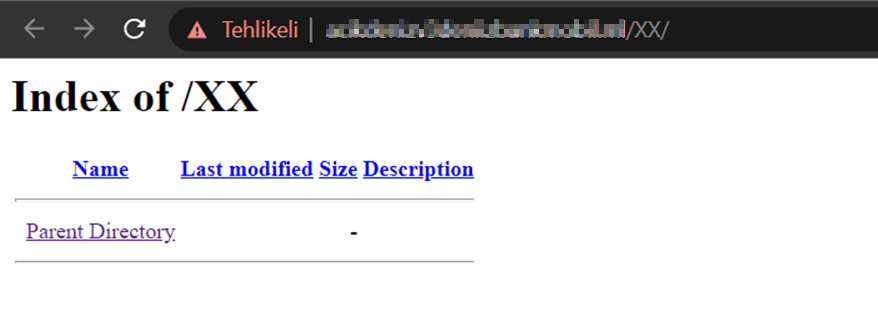 Tehlikeli | /XX/
Index of /XX
Name Last modified Size Description
Parent Directory -